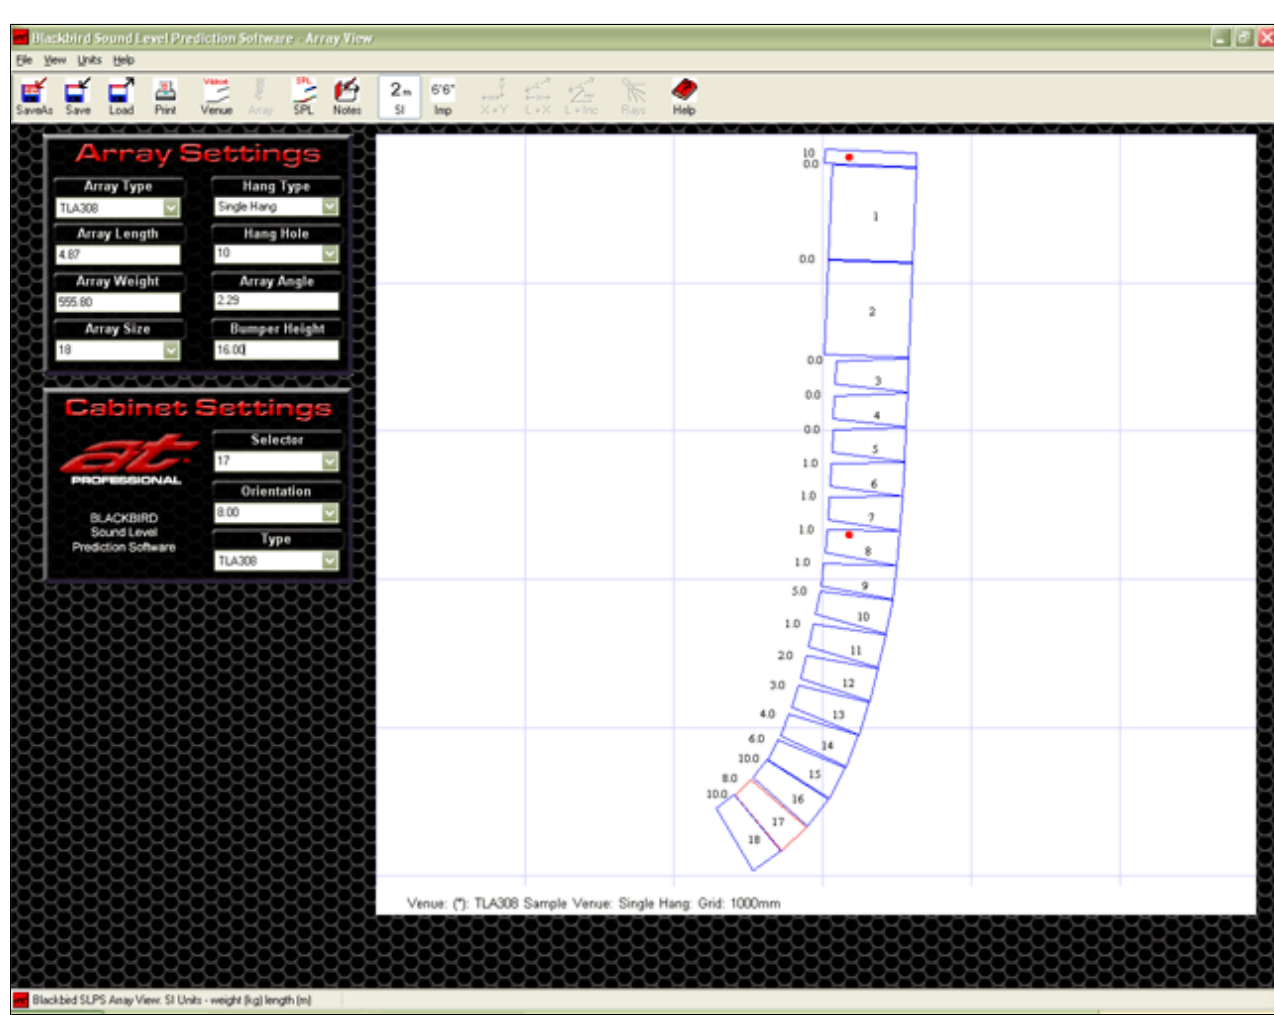 Blackbird Sound Level Prediction Software - Array View
File View Units Help
SaveAs Save Load Print Venue Array SPL Notes SI Imp X+Y L+X L+Inc Rays Help
Venue SPL 2m 6'6"
Array Settings
Array Type Hang Type
TLA308 Single Hang
Array Length Hang Hole
4.87 10
Array Weight Array Angle
555.80 2.29
Array Size Bumper Height
18 16.00
Cabinet Settings
Selector
17
at.
PROFESSIONAL
Orientation
8.00
BLACKBIRD
Sound Level
Prediction Software
Type
TLA308
10
0.0
1
0.0
2
0.0
3
0.0
4
0.0
5
1.0
6
1.0
7
1.0
8
1.0
9
5.0
10
1.0
11
2.0
12
3.0
13
4.0
14
6.0
15
10.0
16
8.0
17
10.0
18
Venue: (*): TLA308 Sample Venue: Single Hang: Grid: 1000mm
Blackbird SLPS Array View: SI Units - weight (kg) length (m)